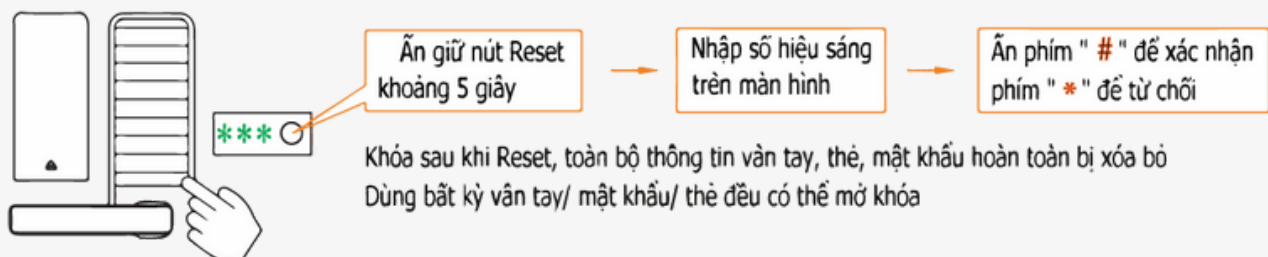 Ấn giữ nút Reset
khoảng 5 giây
Nhập số hiệu sáng
trên màn hình
Ấn phím " # " để xác nhận
phím " * " để từ chối
***
Khóa sau khi Reset, toàn bộ thông tin vân tay, thẻ, mật khẩu hoàn toàn bị xóa bỏ
Dùng bất kỳ vân tay/ mật khẩu/ thẻ đều có thể mở khóa